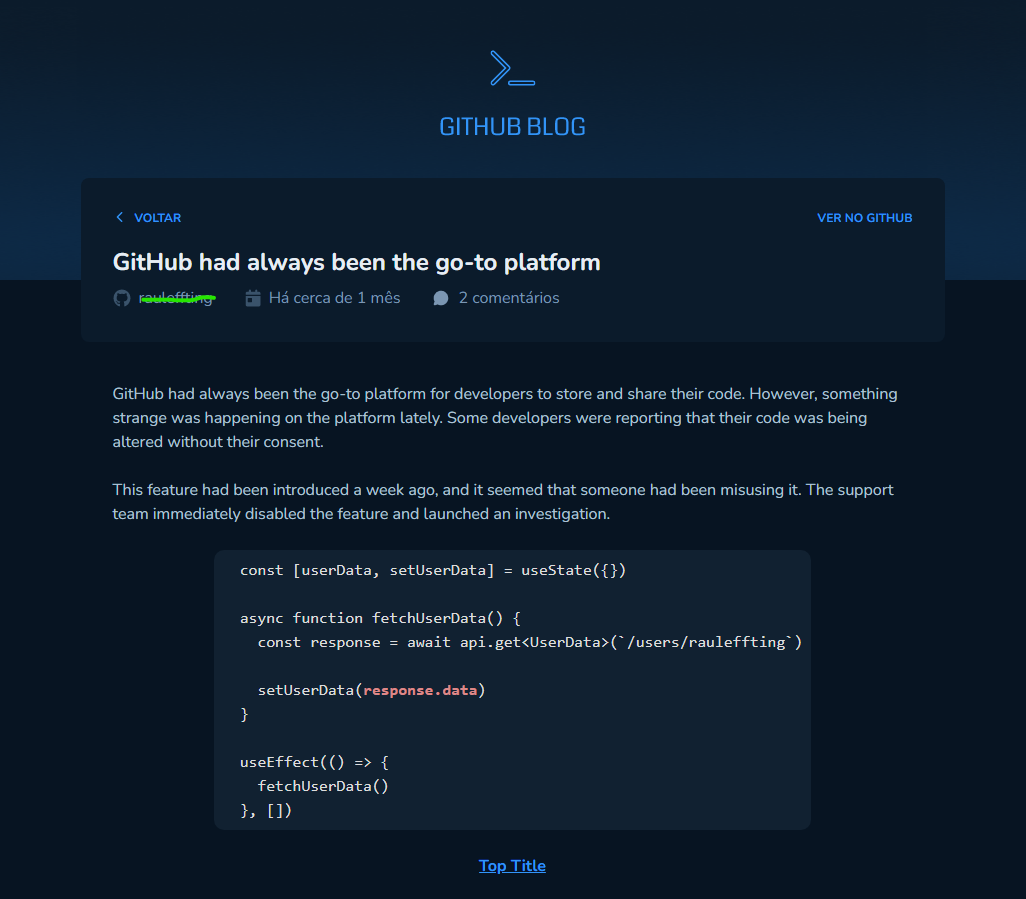 GITHUB BLOG
VOLTAR
VER NO GITHUB
GitHub had always been the go-to platform
rauleffting
Há cerca de 1 mês
2 comentários
GitHub had always been the go-to platform for developers to store and share their code. However, something
strange was happening on the platform lately. Some developers were reporting that their code was being
altered without their consent.
This feature had been introduced a week ago, and it seemed that someone had been misusing it. The support
team immediately disabled the feature and launched an investigation.
const [userData, setUserData] = useState({})
async function fetchUserData() {
  const response = await api.get<UserData>(`/users/rauleffting`)
  setUserData(response.data)
}
useEffect(() => {
  fetchUserData()
}, [])
Top Title